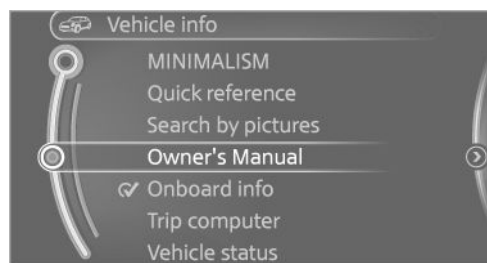 Vehicle info
MINIMALISM
Quick reference
Search by pictures
Owner's Manual
Onboard info
Trip computer
Vehicle status